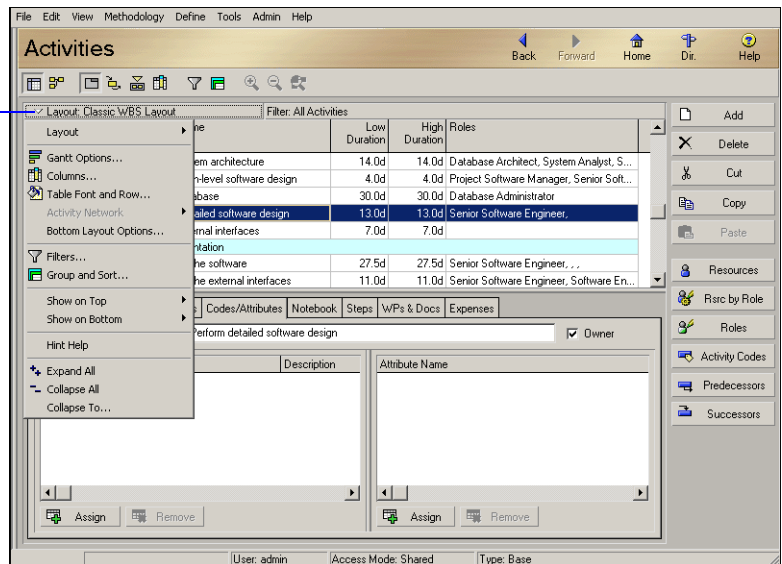 File Edit View Methodology Define Tools Admin Help
Activities
Back Forward Home Dir. Help
Layout: Classic WBS Layout Filter: All Activities
Low Duration High Duration Roles
em architecture 14.0d 14.0d Database Architect, System Analyst, S...
n-level software design 4.0d 4.0d Project Software Manager, Senior Soft...
abase 30.0d 30.0d Database Administrator
ailed software design 13.0d 13.0d Senior Software Engineer,
ernal interfaces 7.0d 7.0d
ntation
he software 27.5d 27.5d Senior Software Engineer, , ,
he external interfaces 11.0d 11.0d Senior Software Engineer, Software En...
Layout
Gantt Options...
Columns...
Table Font and Row...
Activity Network
Bottom Layout Options...
Filters...
Group and Sort...
Show on Top
Show on Bottom
Hint Help
Expand All
Collapse All
Collapse To...
Codes/Attributes Notebook Steps WPs & Docs Expenses
Perform detailed software design Owner
Description Attribute Name
Assign Remove Assign Remove
Add
Delete
Cut
Copy
Paste
Resources
Rsrc by Role
Roles
Activity Codes
Predecessors
Successors
User: admin Access Mode: Shared Type: Base